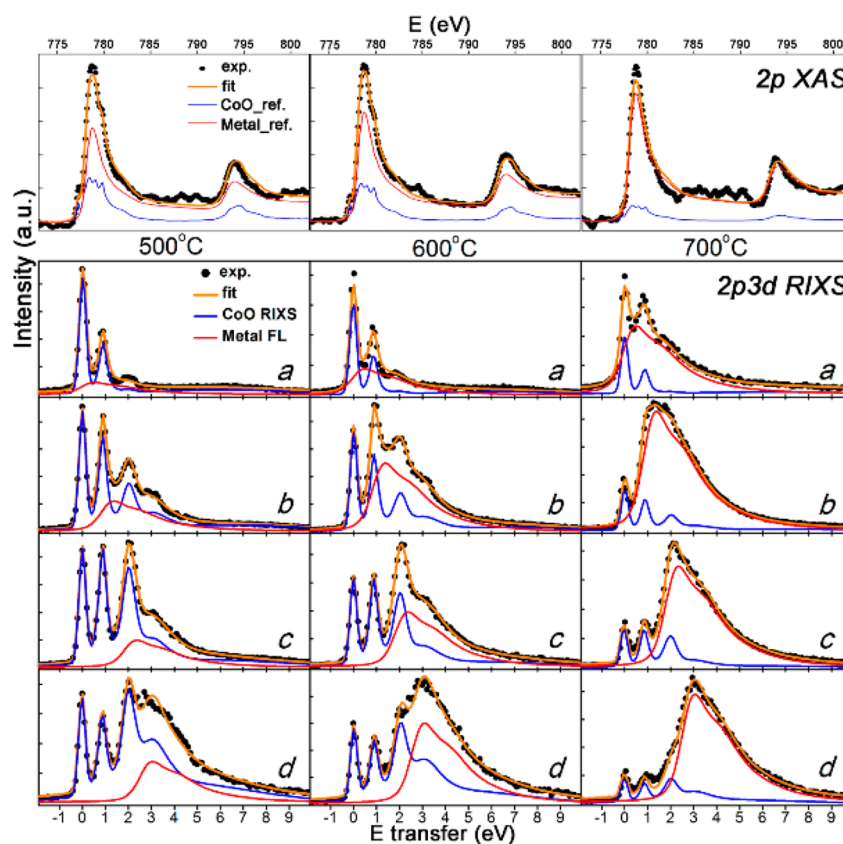 E (eV)
775 780 785 790 795 800 775 780 785 790 795 800 775 780 785 790 795 800
exp.
fit
CoO_ref.
Metal_ref.
2p XAS
Intensity (a.u.)
500°C 600°C 700°C
exp.
fit
CoO RIXS
Metal FL
2p3d RIXS
a a a
b b b
c c c
d d d
-1 0 1 2 3 4 5 6 7 8 9 -1 0 1 2 3 4 5 6 7 8 9 -1 0 1 2 3 4 5 6 7 8 9
E transfer (eV)